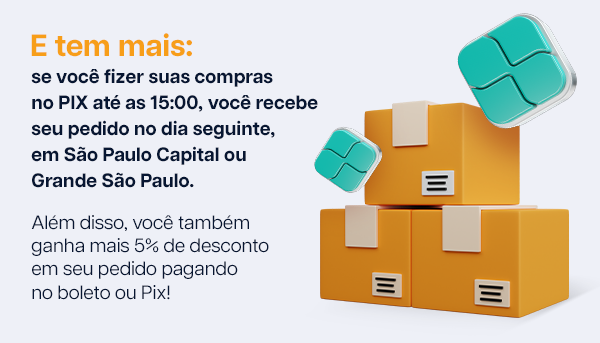 E tem mais:
se você fizer suas compras
no PIX até as 15:00, você recebe
seu pedido no dia seguinte,
em São Paulo Capital ou
Grande São Paulo.
Além disso, você também
ganha mais 5% de desconto
em seu pedido pagando
no boleto ou Pix!